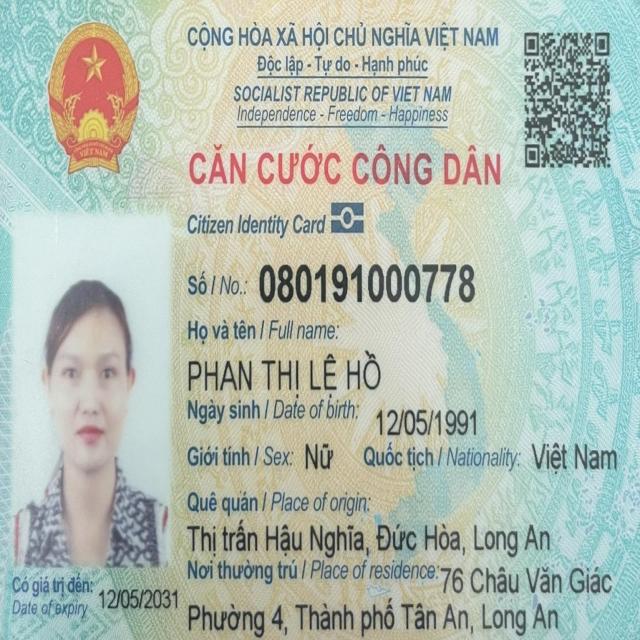 CỘNG HÒA XÃ HỘI CHỦ NGHĨA VIỆT NAM
Độc lập - Tự do - Hạnh phúc
SOCIALIST REPUBLIC OF VIET NAM
Independence - Freedom - Happiness
CĂN CƯỚC CÔNG DÂN
Citizen Identity Card
Số / No.: 080191000778
Họ và tên / Full name:
PHAN THỊ LỆ HỒ
Ngày sinh / Date of birth: 12/05/1991
Giới tính / Sex: Nữ Quốc tịch / Nationality: Việt Nam
Quê quán / Place of origin:
Thị trấn Hậu Nghĩa, Đức Hòa, Long An
Nơi thường trú / Place of residence: 76 Châu Văn Giác
Phường 4, Thành phố Tân An, Long An
Có giá trị đến: 12/05/2031
Date of expiry
VIỆT NAM